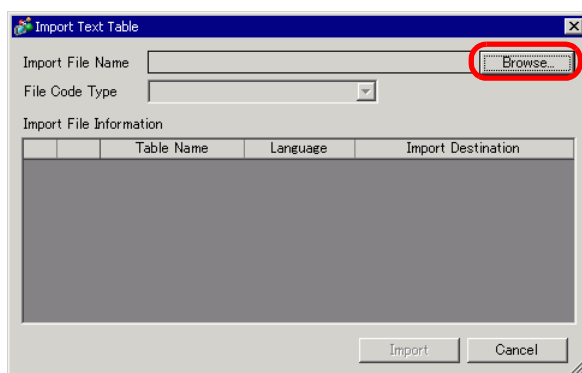 Import Text Table
Import File Name Browse...
File Code Type
Import File Information
Table Name Language Import Destination
Import Cancel